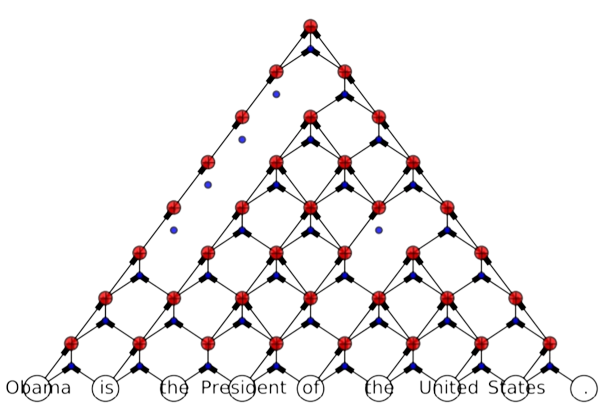 Obama is the President of the United States .